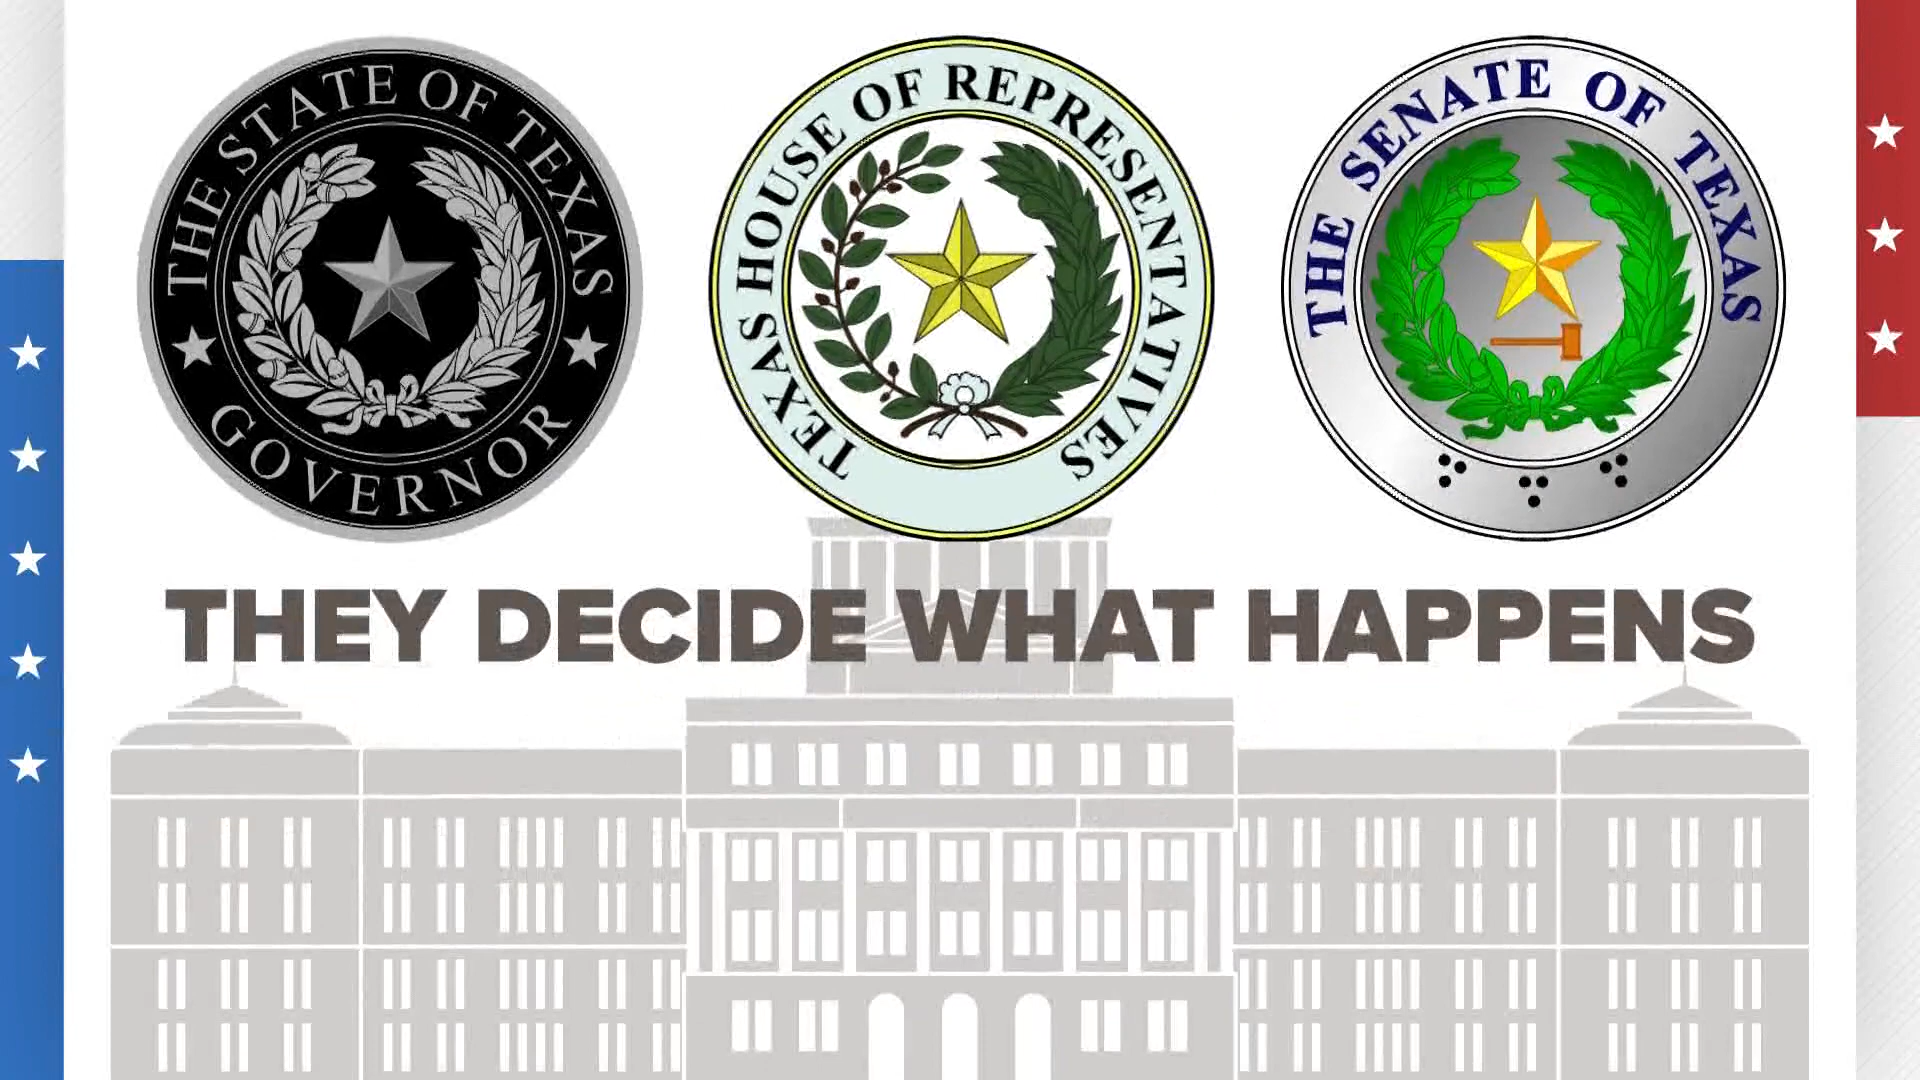 THE STATE OF TEXAS
GOVERNOR
TEXAS HOUSE OF REPRESENTATIVES
THE SENATE OF TEXAS
THEY DECIDE WHAT HAPPENS